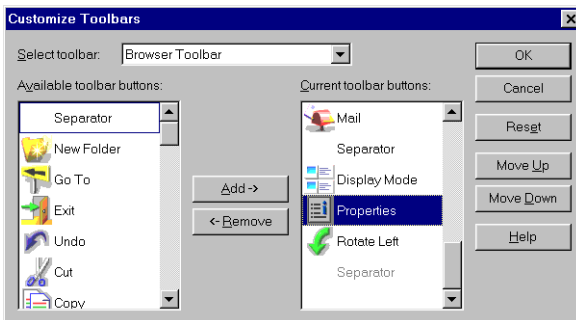 Customize Toolbars
Select toolbar: Browser Toolbar
Available toolbar buttons:
Separator
New Folder
Go To
Exit
Undo
Cut
Copy
Add ->
<- Remove
Current toolbar buttons:
Mail
Separator
Display Mode
Properties
Rotate Left
Separator
OK
Cancel
Reset
Move Up
Move Down
Help